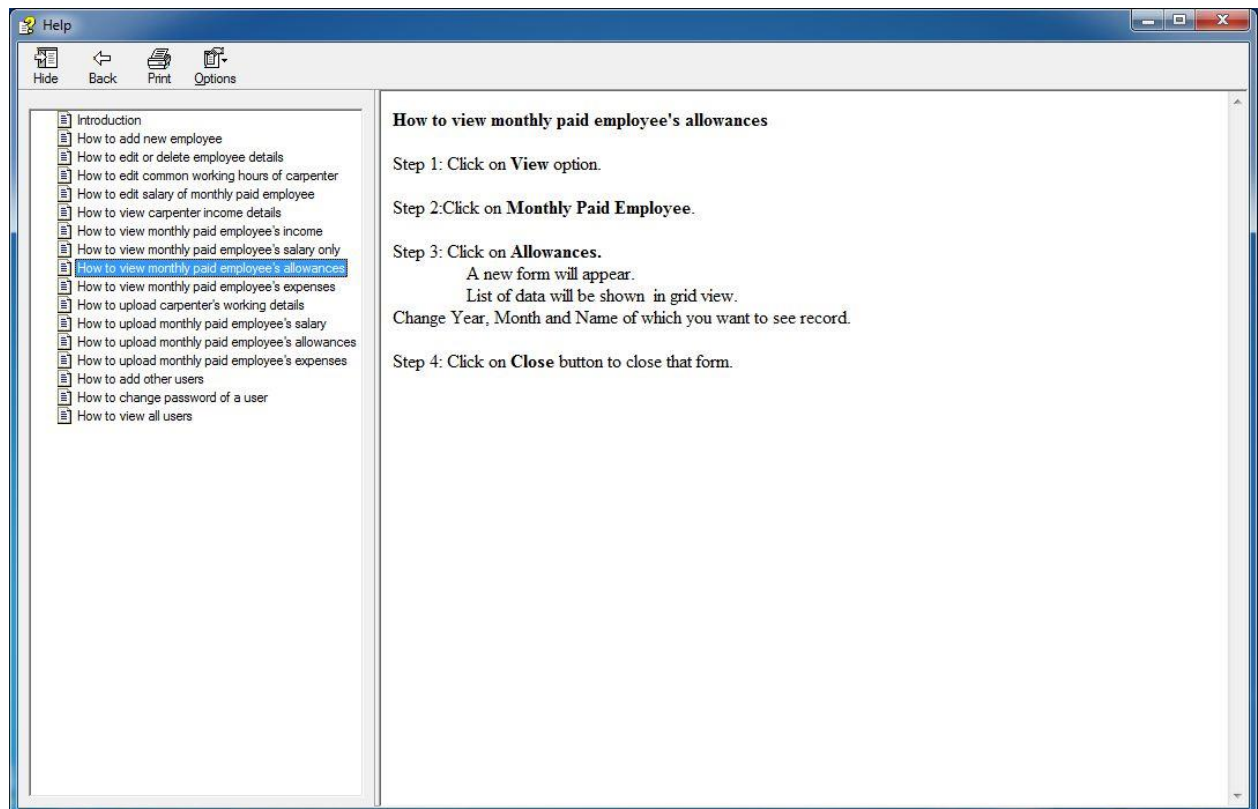 Help
Hide Back Print Options
Introduction
How to add new employee
How to edit or delete employee details
How to edit common working hours of carpenter
How to edit salary of monthly paid employee
How to view carpenter income details
How to view monthly paid employee's income
How to view monthly paid employee's salary only
How to view monthly paid employee's allowances
How to view monthly paid employee's expenses
How to upload carpenter's working details
How to upload monthly paid employee's salary
How to upload monthly paid employee's allowances
How to upload monthly paid employee's expenses
How to add other users
How to change password of a user
How to view all users
How to view monthly paid employee's allowances
Step 1: Click on View option.
Step 2:Click on Monthly Paid Employee.
Step 3: Click on Allowances.
A new form will appear.
List of data will be shown in grid view.
Change Year, Month and Name of which you want to see record.
Step 4: Click on Close button to close that form.